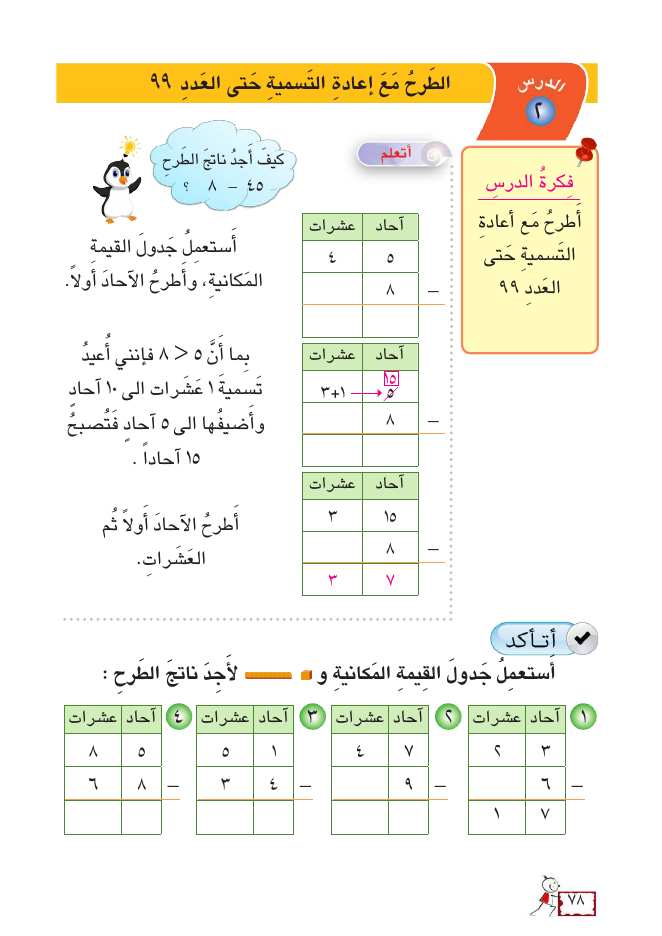 الدرس
٢
الطَرحُ مَعَ إعادةِ التَسميةِ حَتى العَددِ ٩٩
فِكرةُ الدرسِ
أَطرحُ مَع أعادةِ
التَسميةِ حَتى
العَددِ ٩٩
أتعلم
كيفَ أَجدُ ناتجَ الطَرحِ
٤٥ - ٨ ؟
آحاد عشرات
٥ ٤
٨ -
أَستعملُ جَدولَ القيمةِ
المَكانيةِ، وأَطرحُ الآحادَ أولاً.
آحاد عشرات
١٥
٥ ٣+١
٨ -
بِما أَنَّ ٥ > ٨ فإنني أُعيدُ
تَسميةَ ١ عَشَرات الى ١٠ آحادٍ
وأضيفُها الى ٥ آحادٍ فَتُصبحُ
١٥ آحاداً .
آحاد عشرات
١٥ ٣
٨ -
٧ ٣
أَطرحُ الآحادَ أَولاً ثُم
العَشَراتِ.
أتـأكد
أَستعمِلُ جَدولَ القيمةِ المَكانيةِ و لأَجِدَ ناتجَ الطَرحِ :
١
آحاد عشرات
٣ ٢
٦ -
٧ ١
٢
آحاد عشرات
٧ ٤
٩ -
٣
آحاد عشرات
١ ٥
٤ ٣ -
٤
آحاد عشرات
٥ ٨
٨ ٦ -
٧٨